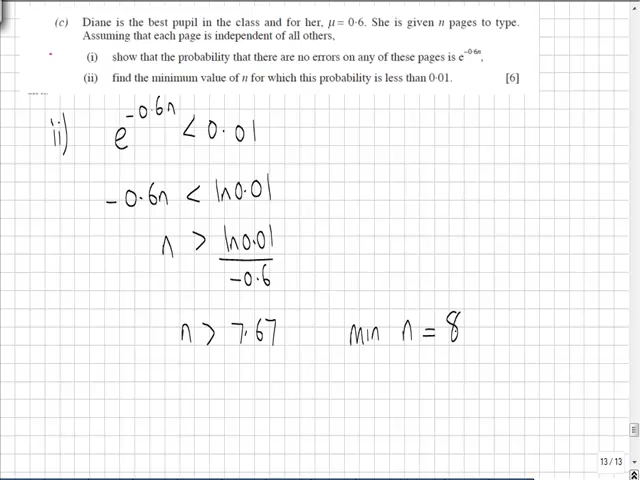 (c) Diane is the best pupil in the class and for her, μ = 0·6. She is given n pages to type.
Assuming that each page is independent of all others,
(i) show that the probability that there are no errors on any of these pages is e^{-0·6n},
(ii) find the minimum value of n for which this probability is less than 0·01. [6]
ii) e^{-0.6n} < 0.01
-0.6n < ln0.01
n > ln0.01
-0.6
n > 7.67 min n = 8
13 / 13